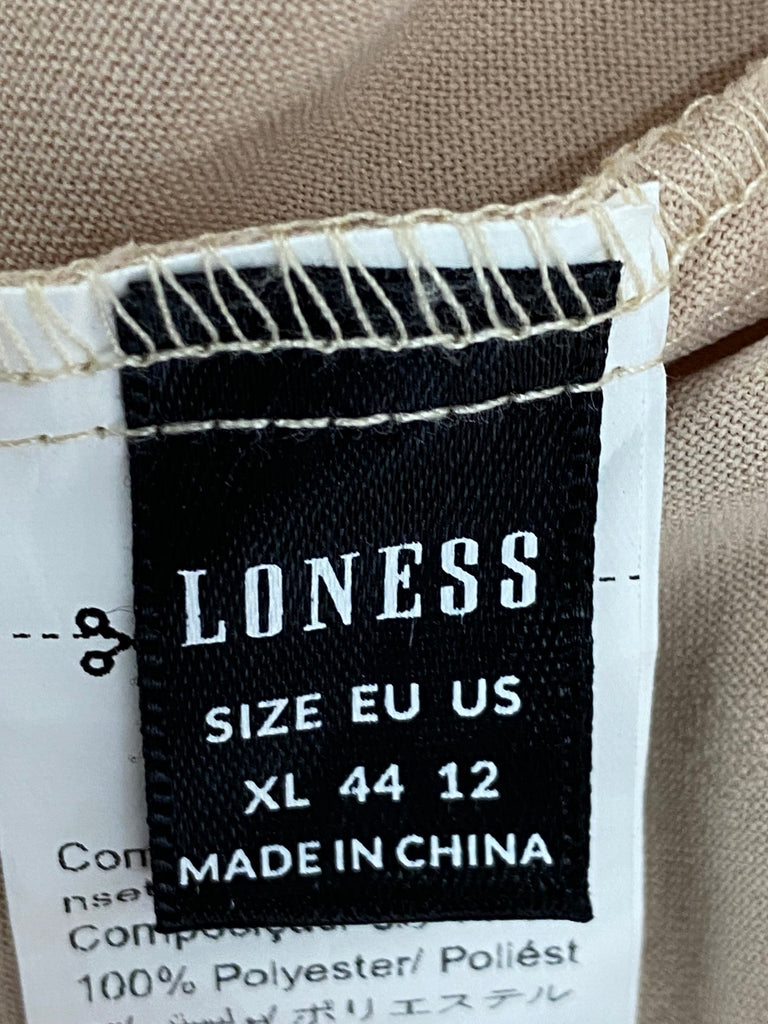 LONESS
SIZE EU US
XL 44 12
MADE IN CHINA
100% Polyester/ Poliést
ポリエステル